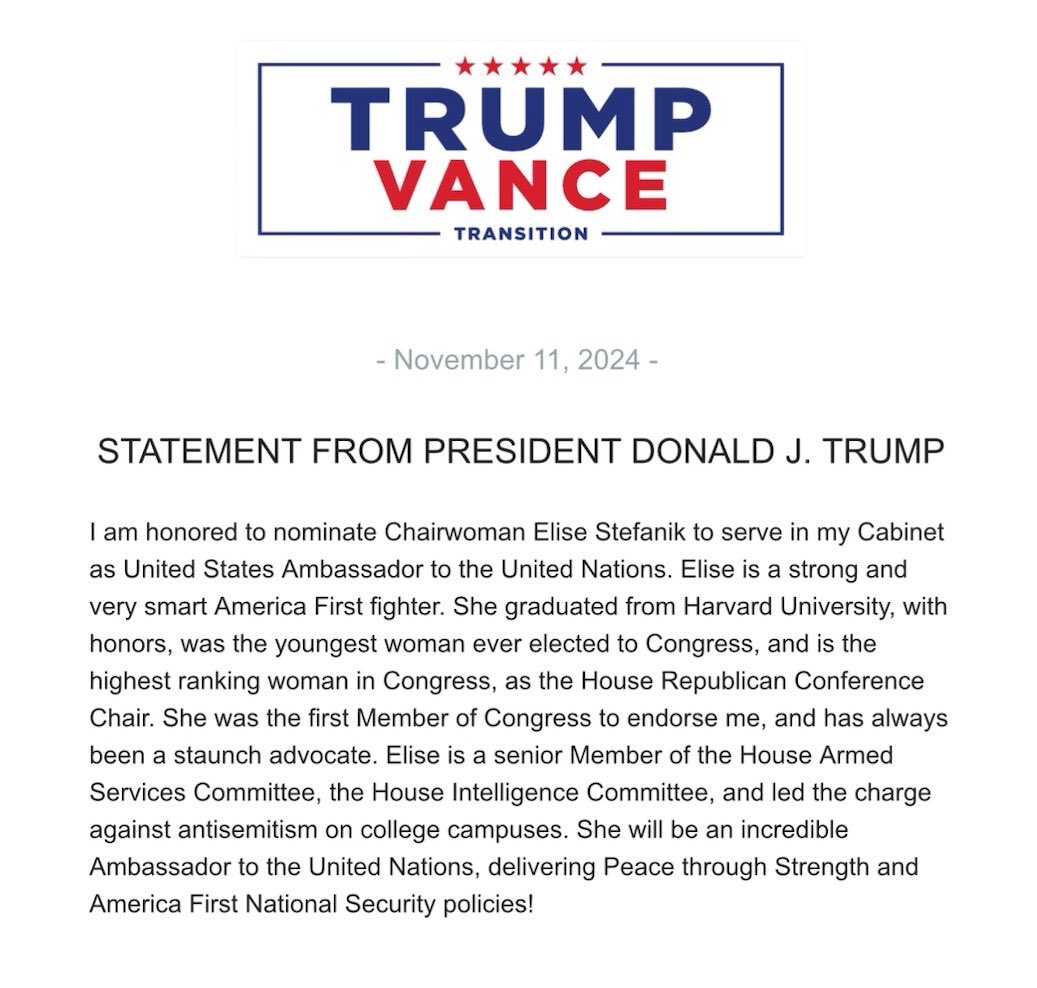 TRUMP
VANCE
TRANSITION
- November 11, 2024 -
STATEMENT FROM PRESIDENT DONALD J. TRUMP
I am honored to nominate Chairwoman Elise Stefanik to serve in my Cabinet
as United States Ambassador to the United Nations. Elise is a strong and
very smart America First fighter. She graduated from Harvard University, with
honors, was the youngest woman ever elected to Congress, and is the
highest ranking woman in Congress, as the House Republican Conference
Chair. She was the first Member of Congress to endorse me, and has always
been a staunch advocate. Elise is a senior Member of the House Armed
Services Committee, the House Intelligence Committee, and led the charge
against antisemitism on college campuses. She will be an incredible
Ambassador to the United Nations, delivering Peace through Strength and
America First National Security policies!